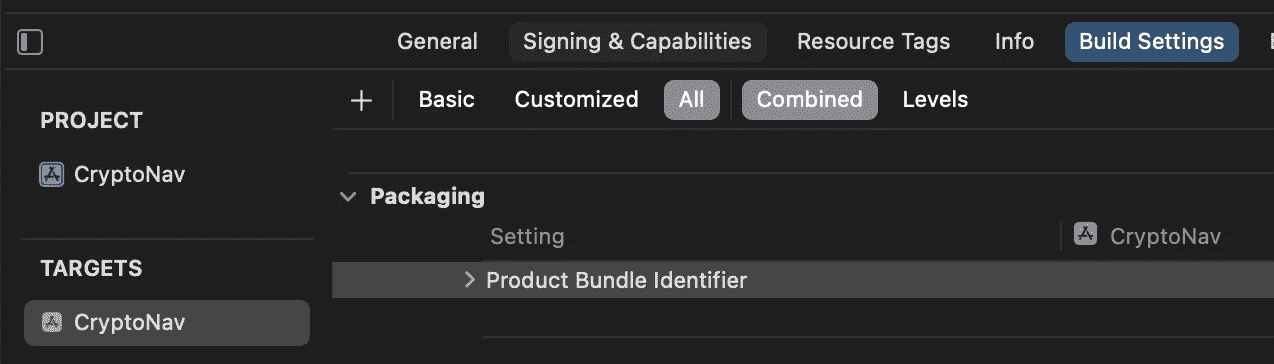 General Signing & Capabilities Resource Tags Info Build Settings
Basic Customized All Combined Levels
PROJECT
CryptoNav
TARGETS
CryptoNav
Packaging
Setting CryptoNav
Product Bundle Identifier